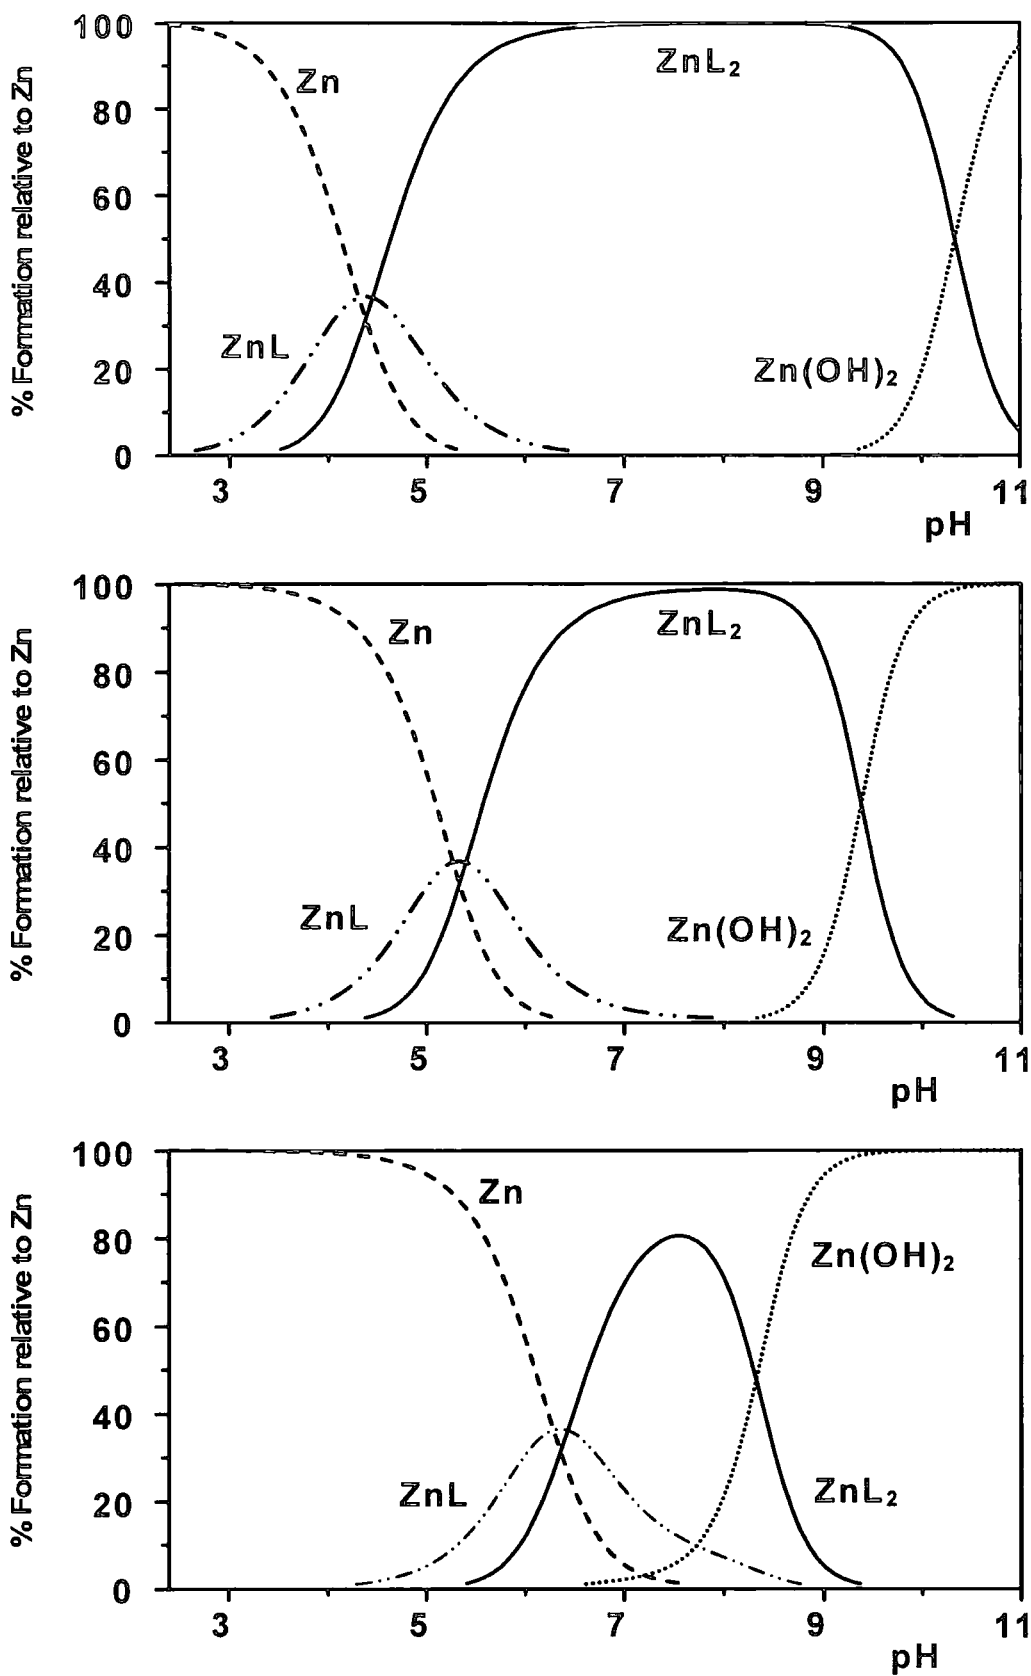 % Formation relative to Zn
100
80
60
40
20
0
Zn
ZnL₂
ZnL
Zn(OH)₂
3 5 7 9 11
pH
% Formation relative to Zn
100
80
60
40
20
0
Zn
ZnL₂
ZnL
Zn(OH)₂
3 5 7 9 11
pH
% Formation relative to Zn
100
80
60
40
20
0
Zn
Zn(OH)₂
ZnL
ZnL₂
3 5 7 9 11
pH